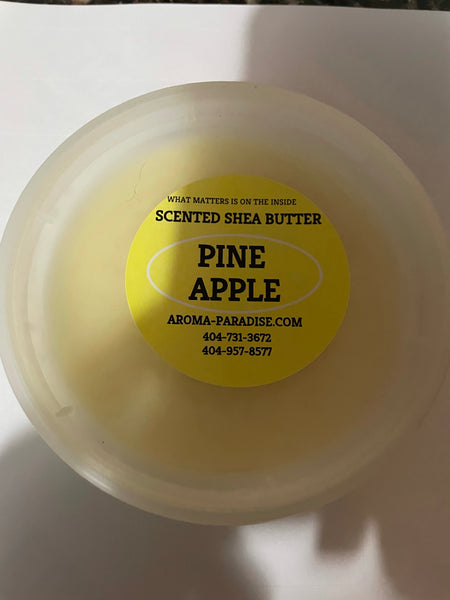 WHAT MATTERS IS ON THE INSIDE
SCENTED SHEA BUTTER
PINE
APPLE
AROMA-PARADISE.COM
404-731-3672
404-957-8577